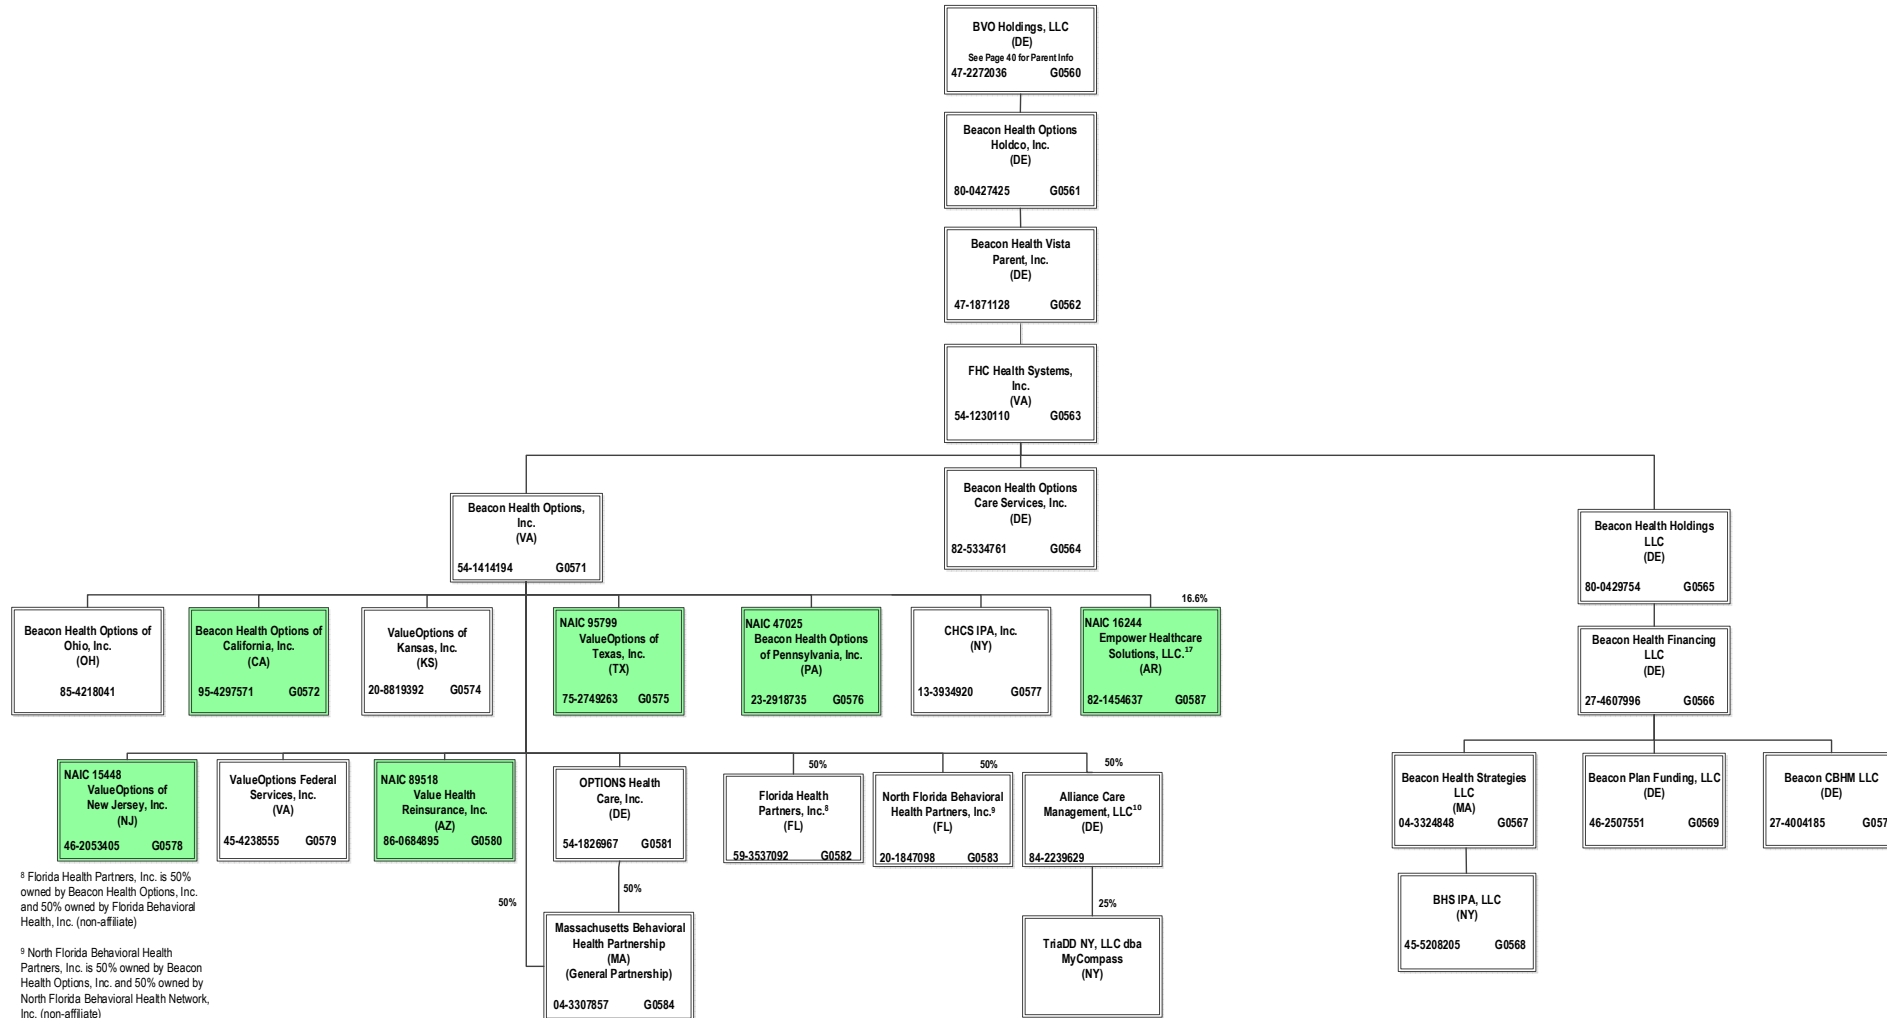 BVO Holdings, LLC
(DE)
See Page 40 for Parent Info
47-2272036 G0560
Beacon Health Options
Holdco, Inc.
(DE)
80-0427425 G0561
Beacon Health Vista
Parent, Inc.
(DE)
47-1871128 G0562
FHC Health Systems,
Inc.
(VA)
54-1230110 G0563
Beacon Health Options,
Inc.
(VA)
54-1414194 G0571
Beacon Health Options
Care Services, Inc.
(DE)
82-5334761 G0564
Beacon Health Holdings
LLC
(DE)
80-0429754 G0565
Beacon Health Options of
Ohio, Inc.
(OH)
85-4218041
Beacon Health Options of
California, Inc.
(CA)
95-4297571 G0572
ValueOptions of
Kansas, Inc.
(KS)
20-8819392 G0574
NAIC 95799
ValueOptions of
Texas, Inc.
(TX)
75-2749263 G0575
NAIC 47025
Beacon Health Options
of Pennsylvania, Inc.
(PA)
23-2918735 G0576
CHCS IPA, Inc.
(NY)
13-3934920 G0577
16.6%
NAIC 16244
Empower Healthcare
Solutions, LLC.17
(AR)
82-1454637 G0587
Beacon Health Financing
LLC
(DE)
27-4607996 G0566
NAIC 15448
ValueOptions of
New Jersey, Inc.
(NJ)
46-2053405 G0578
ValueOptions Federal
Services, Inc.
(VA)
45-4238555 G0579
NAIC 89518
Value Health
Reinsurance, Inc.
(AZ)
86-0684895 G0580
OPTIONS Health
Care, Inc.
(DE)
54-1826967 G0581
50%
Florida Health
Partners, Inc.8
(FL)
59-3537092 G0582
50%
North Florida Behavioral
Health Partners, Inc.9
(FL)
20-1847098 G0583
50%
Alliance Care
Management, LLC10
(DE)
84-2239629
Beacon Health Strategies
LLC
(MA)
04-3324848 G0567
Beacon Plan Funding, LLC
(DE)
46-2507551 G0569
Beacon CBHM LLC
(DE)
27-4004185 G057
50%
50%
Massachusetts Behavioral
Health Partnership
(MA)
(General Partnership)
04-3307857 G0584
25%
TriaDD NY, LLC dba
MyCompass
(NY)
BHS IPA, LLC
(NY)
45-5208205 G0568
8 Florida Health Partners, Inc. is 50%
owned by Beacon Health Options, Inc.
and 50% owned by Florida Behavioral
Health, Inc. (non-affiliate)
9 North Florida Behavioral Health
Partners, Inc. is 50% owned by Beacon
Health Options, Inc. and 50% owned by
North Florida Behavioral Health Network,
Inc. (non-affiliate)